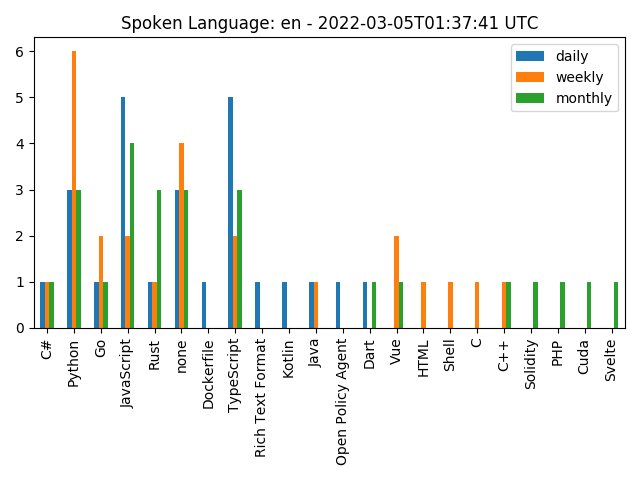 Spoken Language: en - 2022-03-05T01:37:41 UTC
daily
weekly
monthly
6
5
4
3
2
1
0
C#
Python
Go
JavaScript
Rust
none
Dockerfile
TypeScript
Rich Text Format
Kotlin
Java
Open Policy Agent
Dart
Vue
HTML
Shell
C
C++
Solidity
PHP
Cuda
Svelte